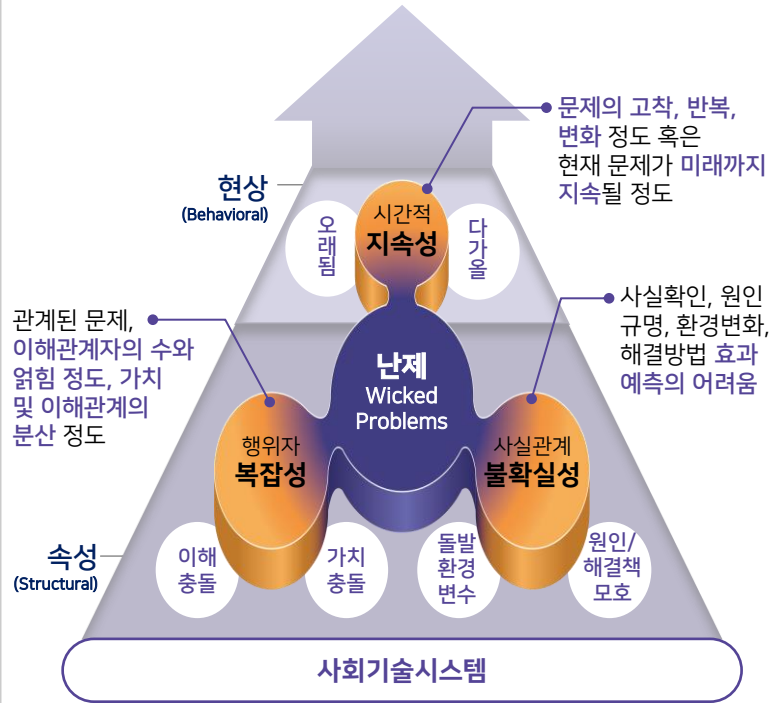 문제의 고착, 반복,
변화 정도 혹은
현재 문제가 미래까지
지속될 정도
현상
(Behavioral)
시간적
지속성
오
래
됨
다
가
올
관계된 문제,
이해관계자의 수와
얽힘 정도, 가치
및 이해관계의
분산 정도
사실확인, 원인
규명, 환경변화,
해결방법 효과
예측의 어려움
난제
Wicked
Problems
행위자
복잡성
사실관계
불확실성
속성
(Structural)
이해
충돌
가치
충돌
돌발
환경
변수
원인/
해결책
모호
사회기술시스템